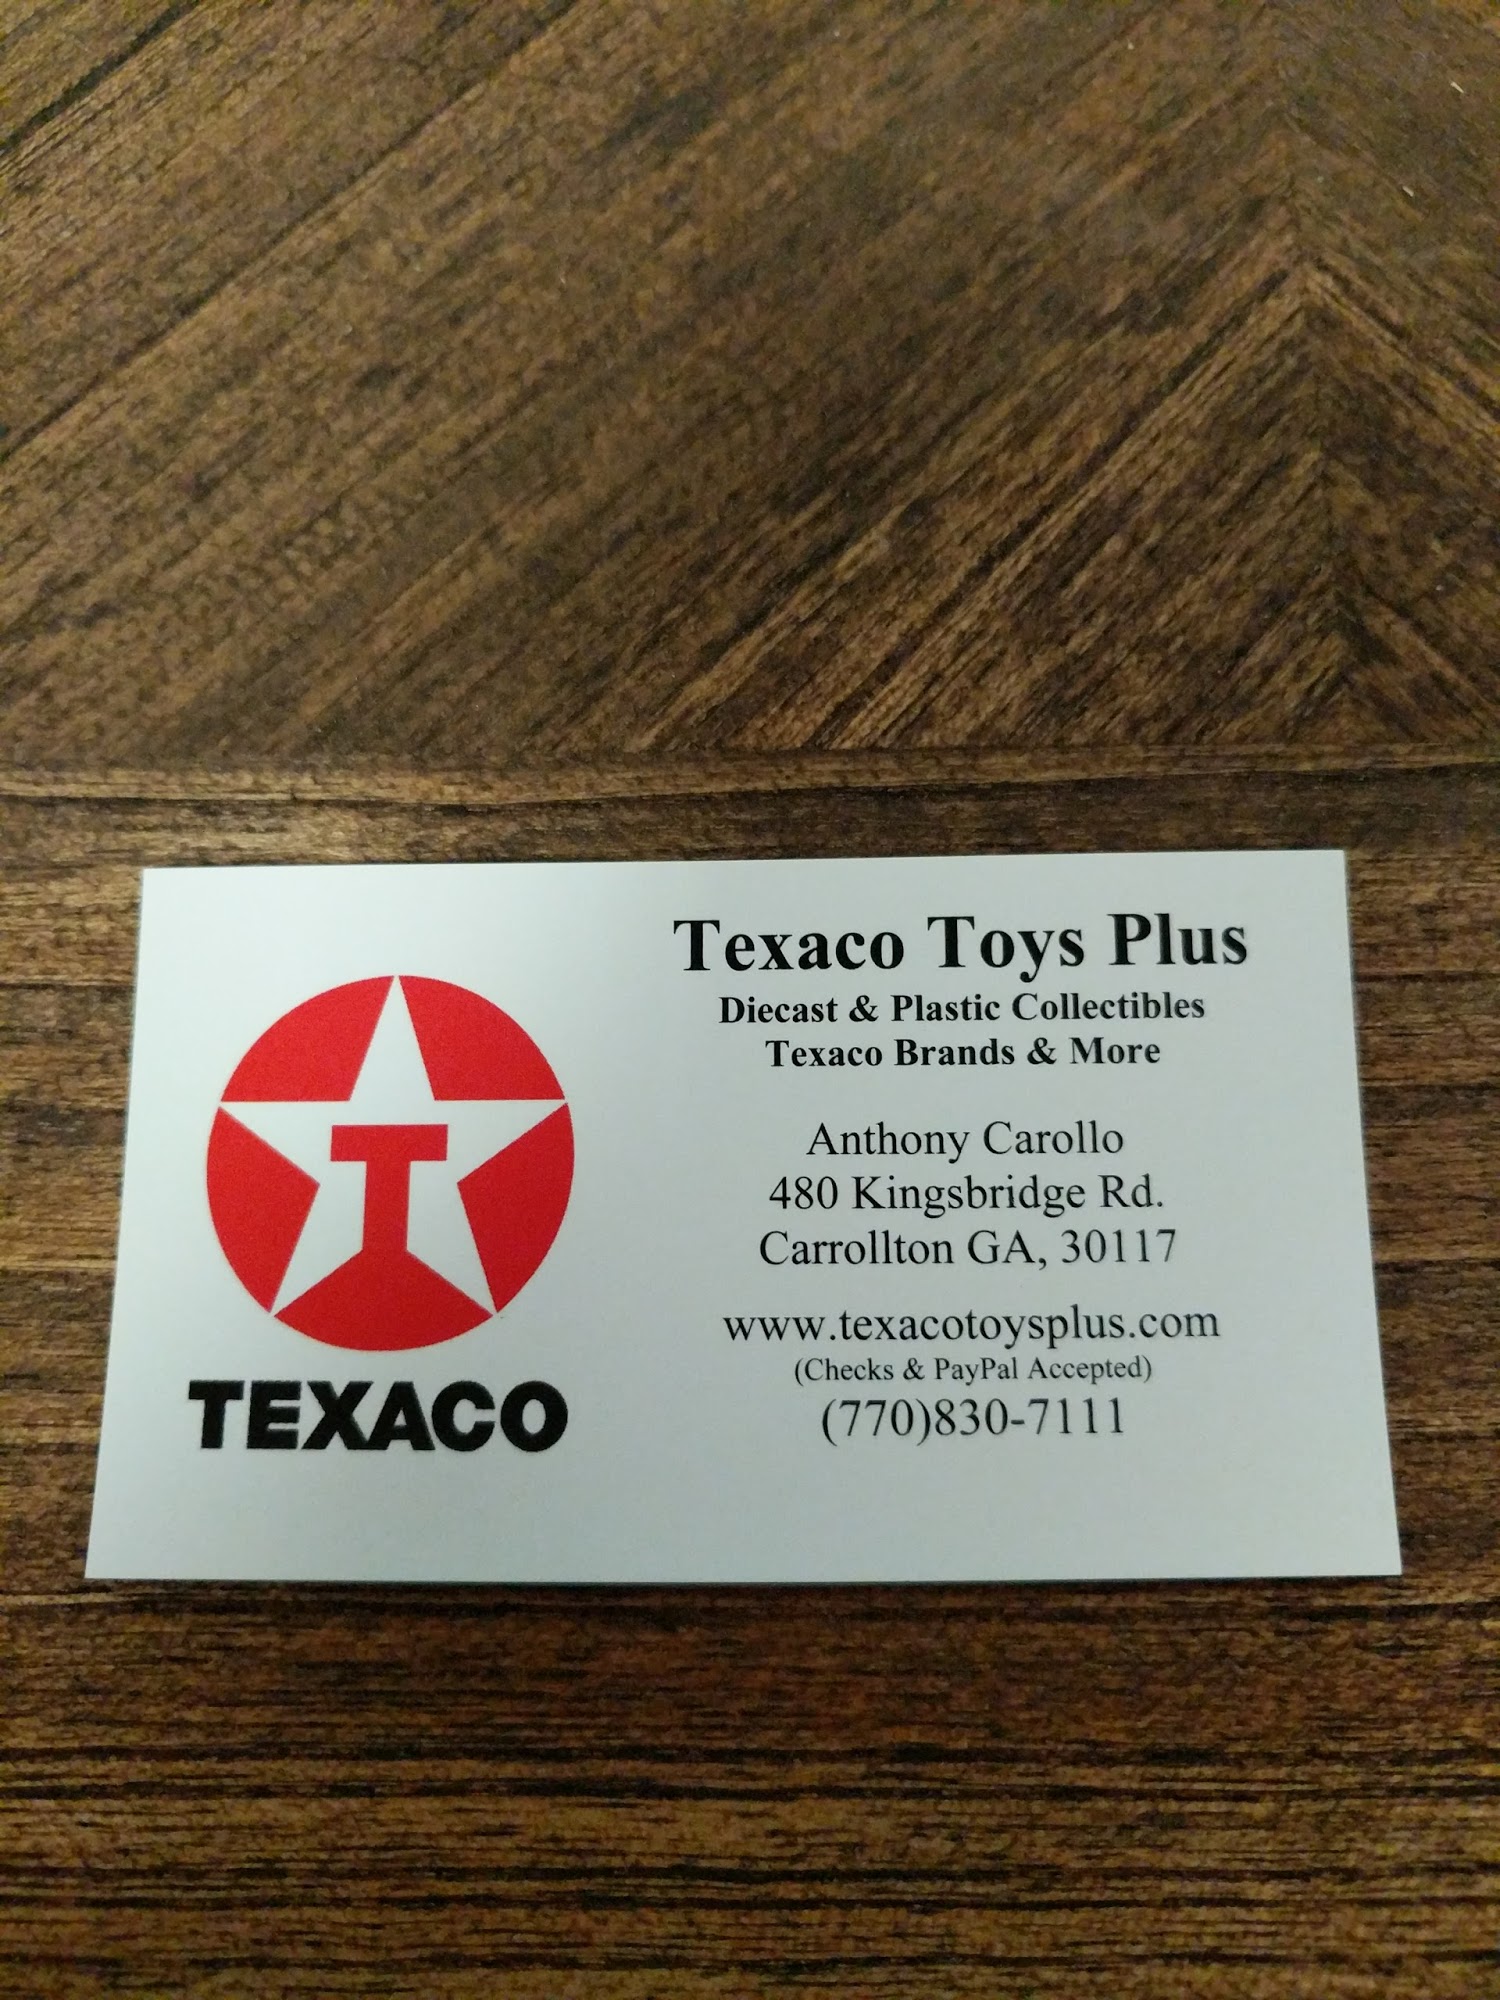 Texaco Toys Plus
Diecast & Plastic Collectibles
Texaco Brands & More
Anthony Carollo
480 Kingsbridge Rd.
Carrollton GA, 30117
www.texacotoysplus.com
(Checks & PayPal Accepted)
(770)830-7111
T
TEXACO